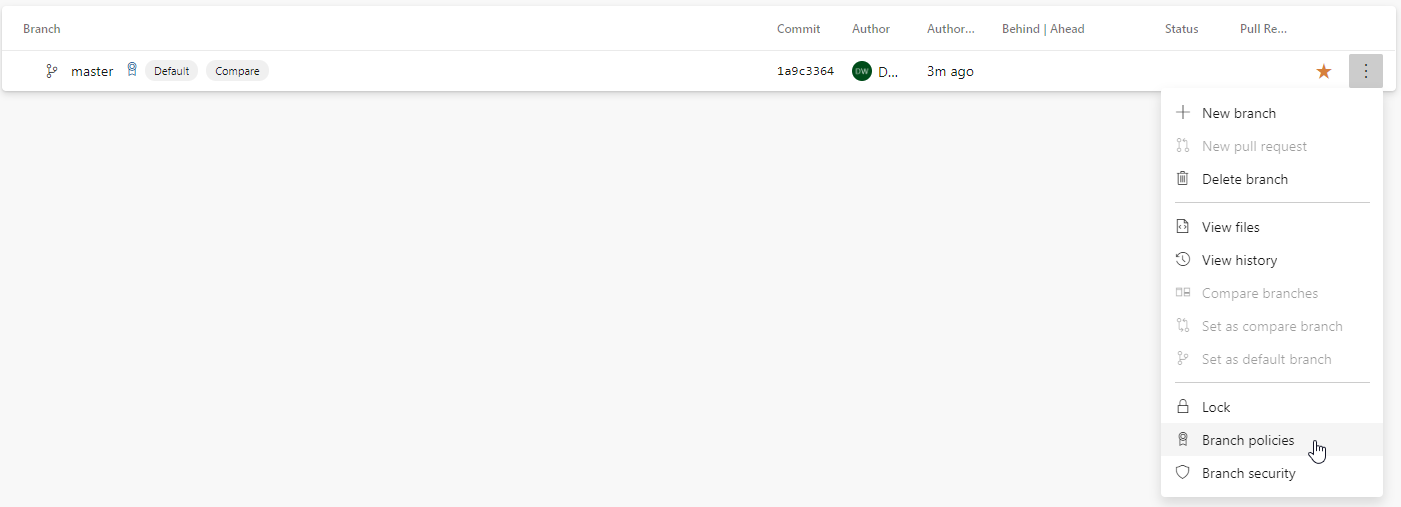 Branch Commit Author Author... Behind | Ahead Status Pull Re...
master Default Compare 1a9c3364 DW D... 3m ago
New branch
New pull request
Delete branch
View files
View history
Compare branches
Set as compare branch
Set as default branch
Lock
Branch policies
Branch security